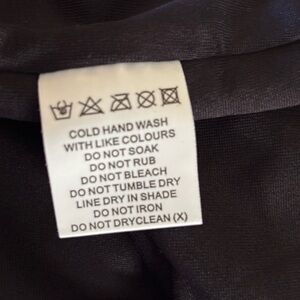 COLD HAND WASH
WITH LIKE COLOURS
DO NOT SOAK
DO NOT RUB
DO NOT BLEACH
DO NOT TUMBLE DRY
LINE DRY IN SHADE
DO NOT IRON
DO NOT DRYCLEAN (X)